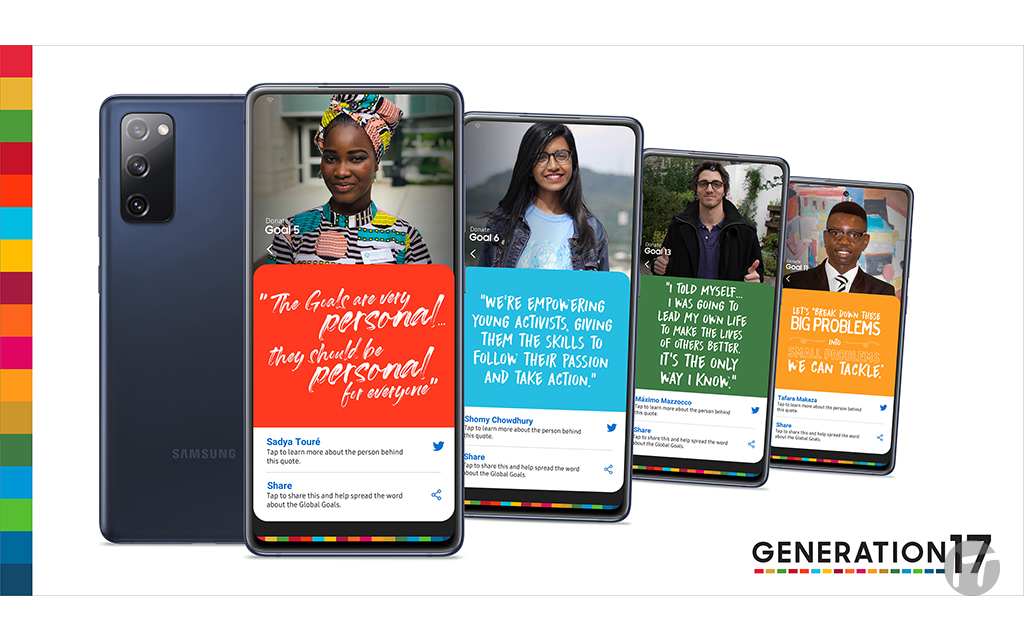 SAMSUNG
Donate
Goal 5
"The Goals are very
personal...
they should be
personal
for everyone"
Sadya Touré
Tap to learn more about the person behind
this quote.
Share
Tap to share this and help spread the word
about the Global Goals.
Donate
Goal 6
"WE'RE EMPOWERING
YOUNG ACTIVISTS, GIVING
THEM THE SKILLS TO
FOLLOW THEIR PASSION
AND TAKE ACTION."
Shomy Chowdhury
Tap to learn more about the person behind
this quote.
Share
Tap to share this and help spread the word
about the Global Goals.
Donate
Goal 13
"I TOLD MYSELF...
I WAS GOING TO
LEAD MY OWN LIFE
TO MAKE THE LIVES
OF OTHERS BETTER.
IT'S THE ONLY
WAY I KNOW."
Máximo Mazzocco
Tap to learn more about the person behind
this quote.
Share
Tap to share this and help spread the word
about the Global Goals.
Donate
Goal 11
LET'S "BREAK DOWN THESE
BIG PROBLEMS
INTO
SMALL PROBLEMS
WE CAN TACKLE."
Tafara Makaza
Tap to learn more about the person behind
this quote.
Share
Tap to share this and help spread the word
about the Global Goals.
GENERATION17